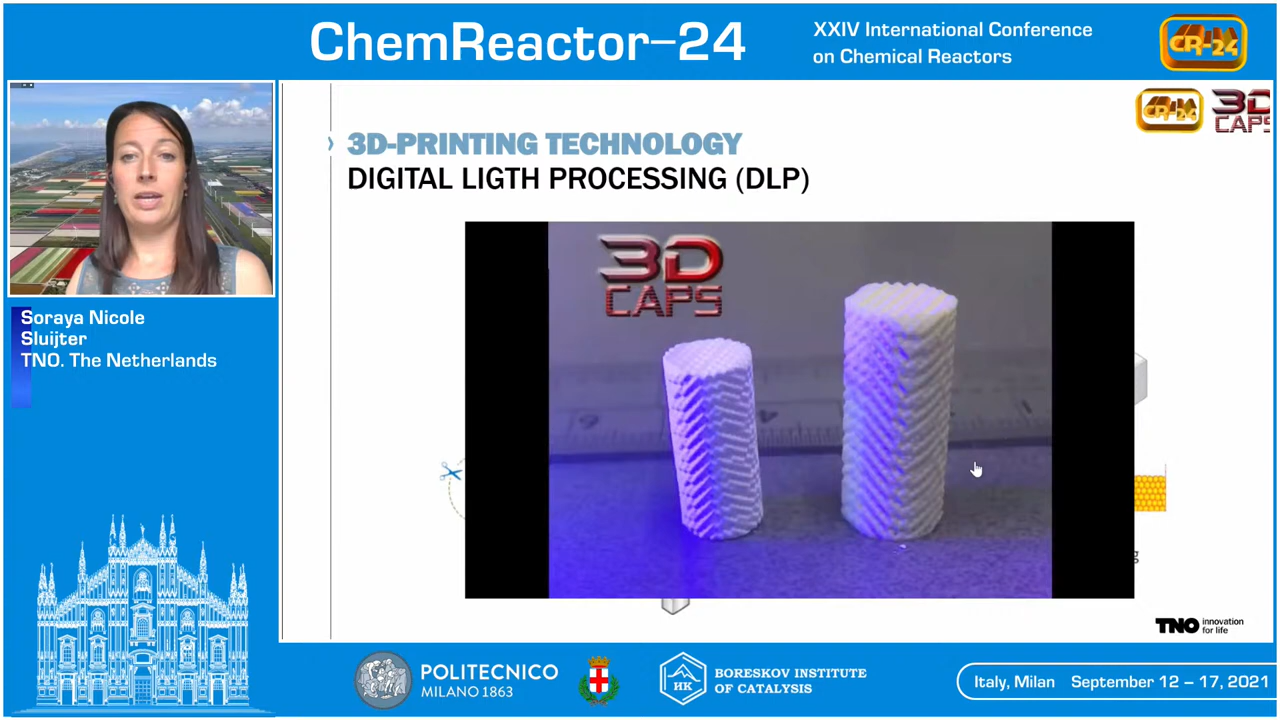 ChemReactor–24
XXIV International Conference
on Chemical Reactors
CR-24
CR-24
3D
CAPS
3D-PRINTING TECHNOLOGY
DIGITAL LIGTH PROCESSING (DLP)
3D
CAPS
Soraya Nicole
Sluijter
TNO. The Netherlands
TNO innovation
for life
POLITECNICO
MILANO 1863
HK
BORESKOV INSTITUTE
OF CATALYSIS
Italy, Milan September 12 – 17, 2021